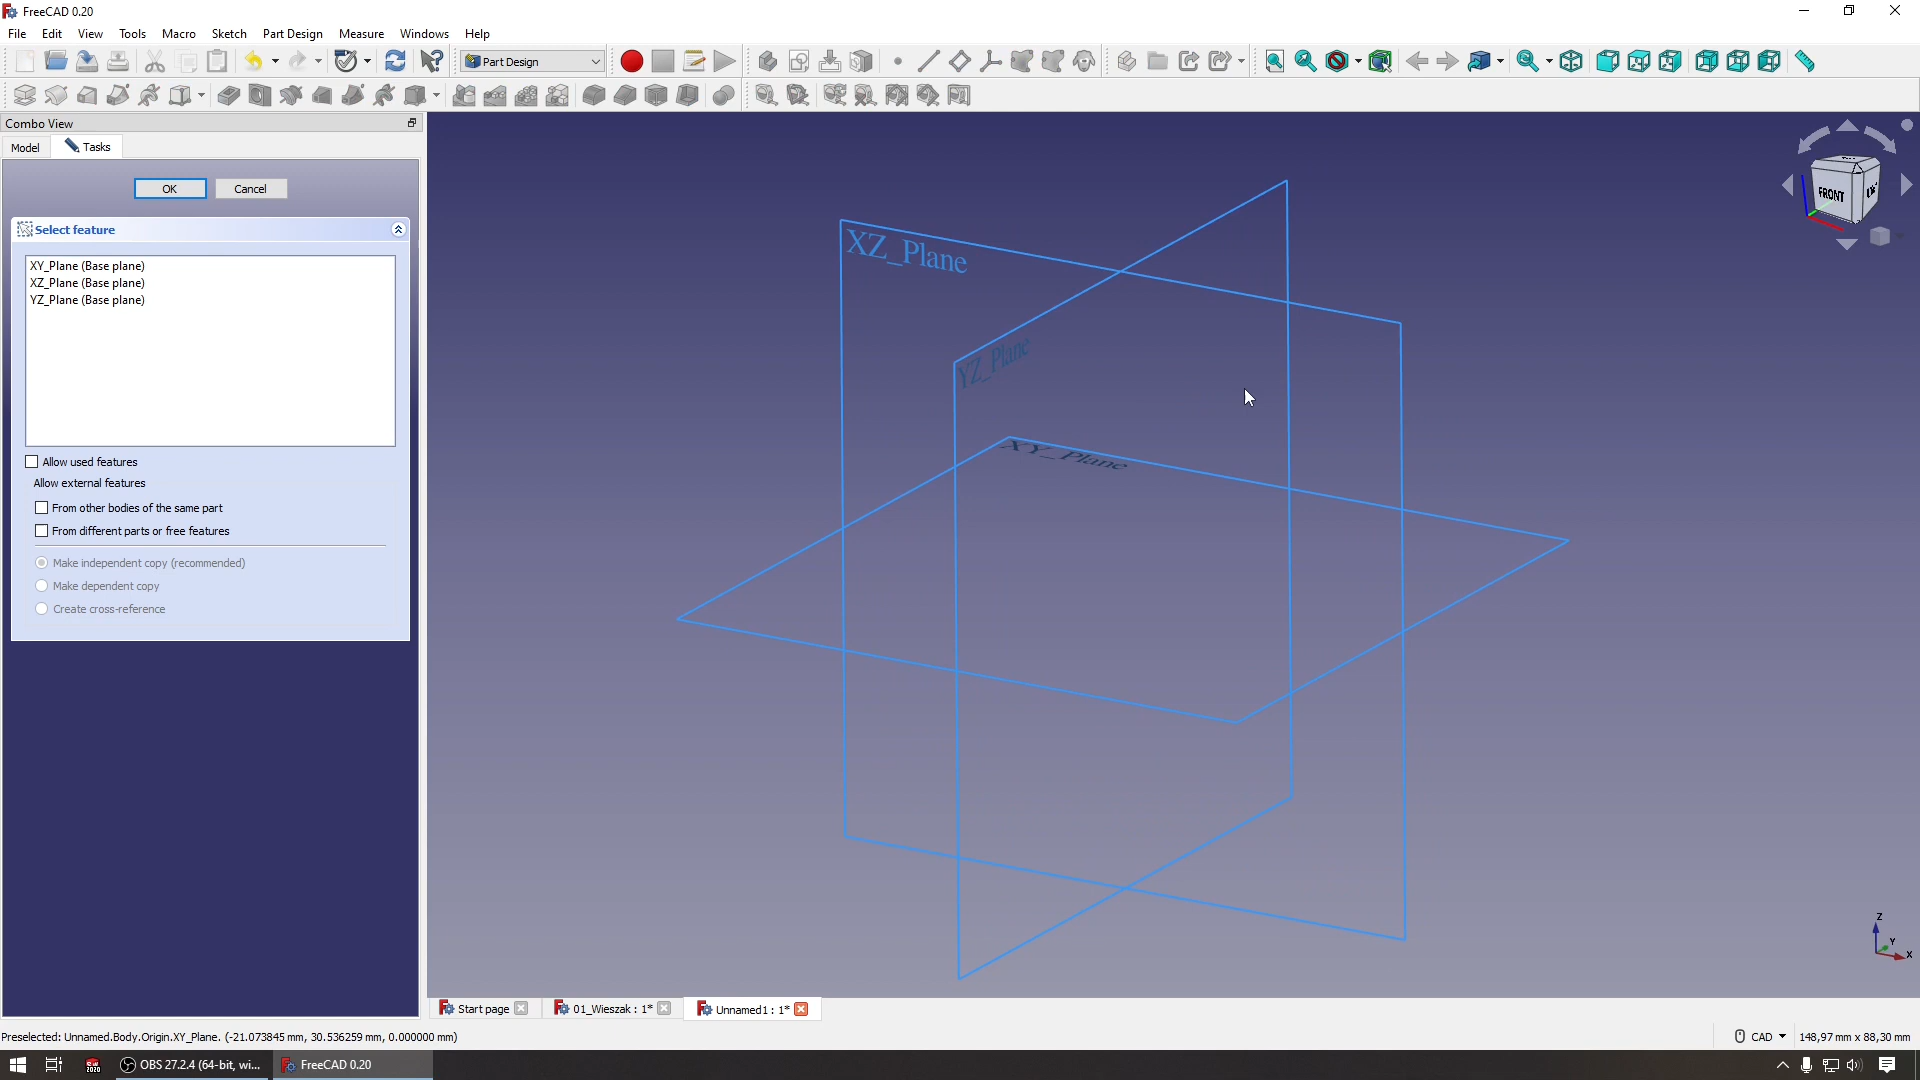 FreeCAD 0.20
File Edit View Tools Macro Sketch Part Design Measure Windows Help
Part Design
Combo View
Model Tasks
OK Cancel
Select feature
XY_Plane (Base plane)
XZ_Plane (Base plane)
YZ_Plane (Base plane)
Allow used features
Allow external features
From other bodies of the same part
From different parts or free features
Make independent copy (recommended)
Make dependent copy
Create cross-reference
XZ_Plane
YZ_Plane
XY_Plane
FRONT
Z
Y
X
Start page 01_Wieszak : 1* Unnamed1 : 1*
Preselected: Unnamed.Body.Origin.XY_Plane. (-21.073845 mm, 30.536259 mm, 0.000000 mm)
CAD 148,97 mm x 88,30 mm
OBS 27.2.4 (64-bit, wi... FreeCAD 0.20